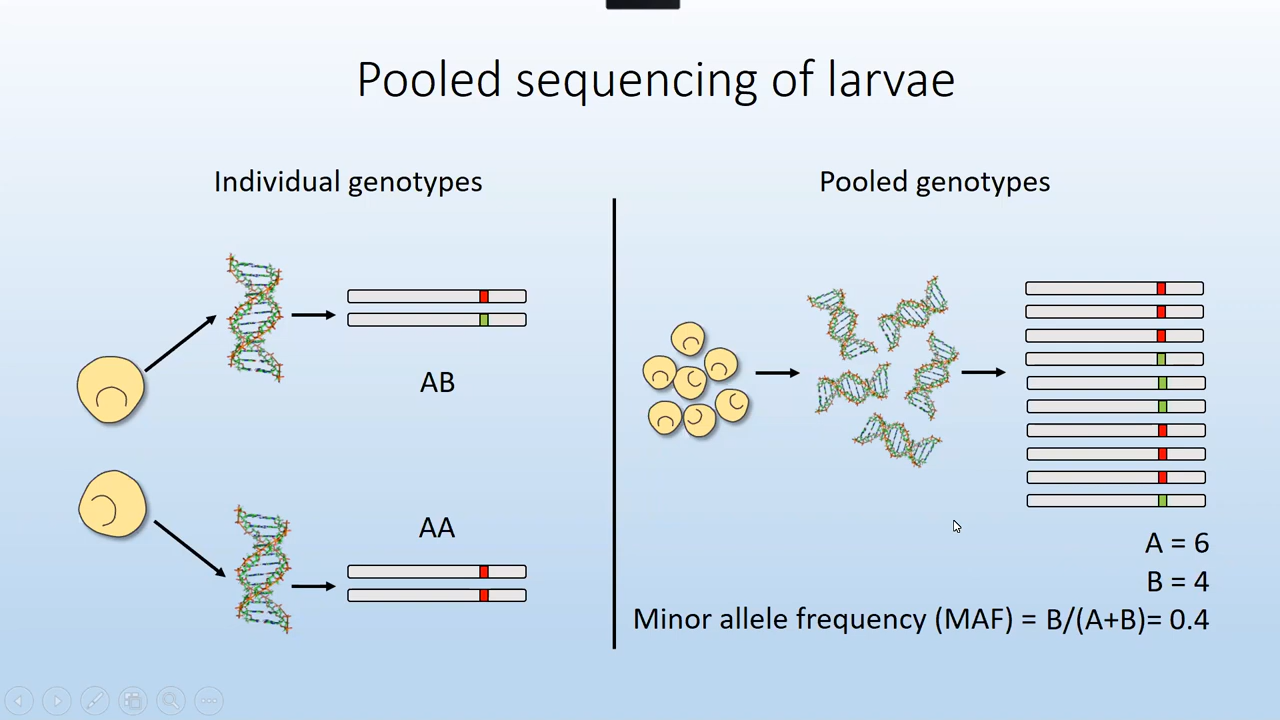 Pooled sequencing of larvae
Individual genotypes
AB
AA
Pooled genotypes
A = 6
B = 4
Minor allele frequency (MAF) = B/(A+B)= 0.4